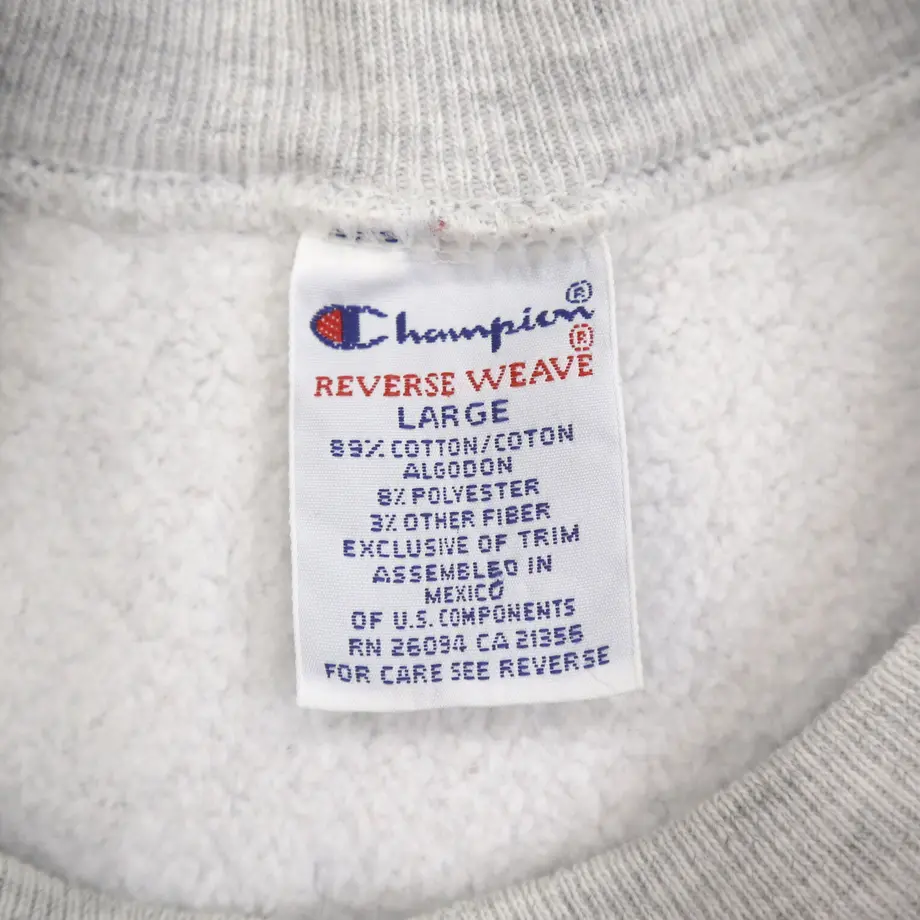 Champion®
®
REVERSE WEAVE
LARGE
89% COTTON/COTON
ALGODON
8% POLYESTER
3% OTHER FIBER
EXCLUSIVE OF TRIM
ASSEMBLED IN
MEXICO
OF U.S. COMPONENTS
RN 26094 CA 21356
FOR CARE SEE REVERSE